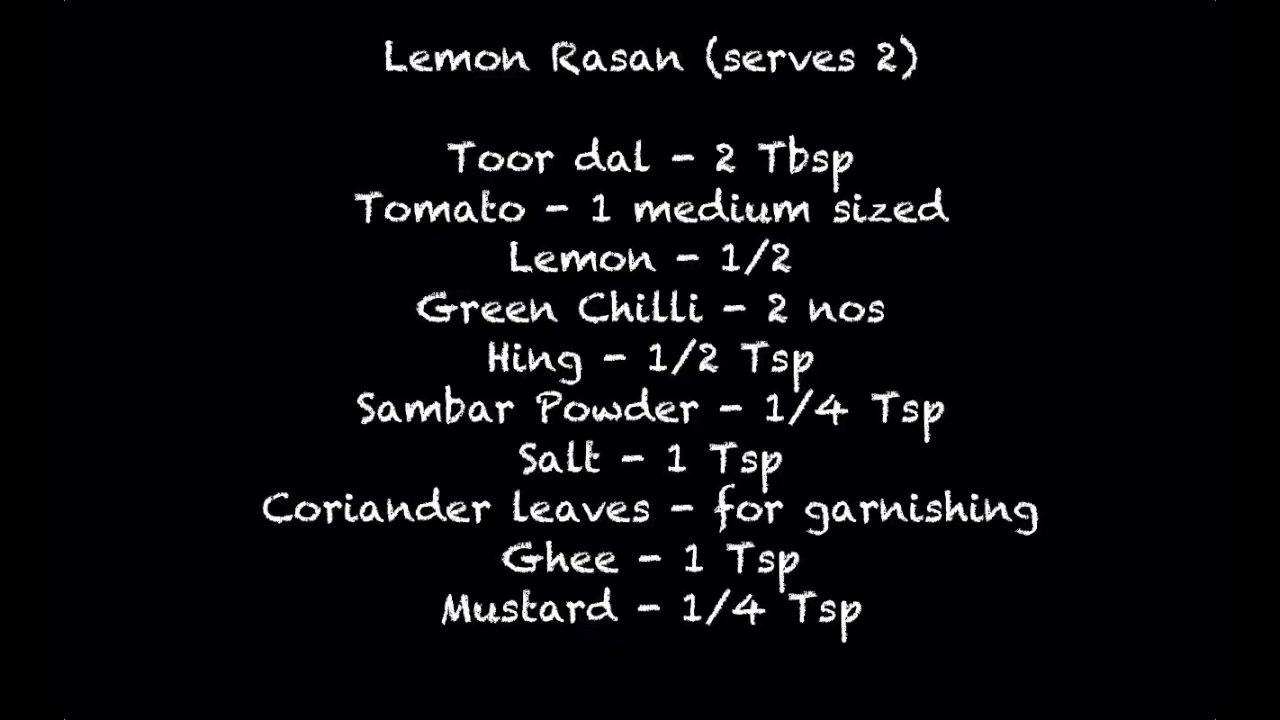 Lemon Rasan (serves 2)
Toor dal - 2 Tbsp
Tomato - 1 medium sized
Lemon - 1/2
Green Chilli - 2 nos
Hing - 1/2 Tsp
Sambar Powder - 1/4 Tsp
Salt - 1 Tsp
Coriander leaves - for garnishing
Ghee - 1 Tsp
Mustard - 1/4 Tsp